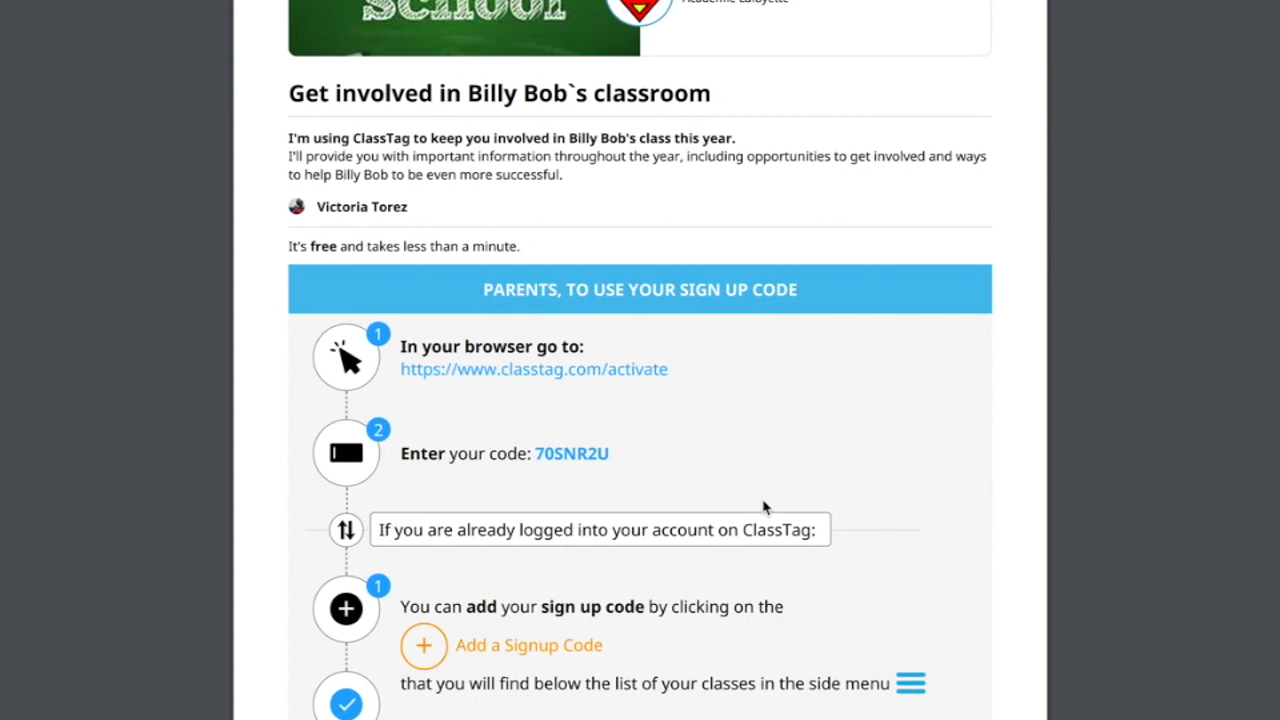 school
Get involved in Billy Bob`s classroom
I'm using ClassTag to keep you involved in Billy Bob's class this year.
I'll provide you with important information throughout the year, including opportunities to get involved and ways
to help Billy Bob to be even more successful.
Victoria Torez
It's free and takes less than a minute.
PARENTS, TO USE YOUR SIGN UP CODE
1
In your browser go to:
https://www.classtag.com/activate
2
Enter your code: 70SNR2U
If you are already logged into your account on ClassTag:
1
You can add your sign up code by clicking on the
+ Add a Signup Code
that you will find below the list of your classes in the side menu